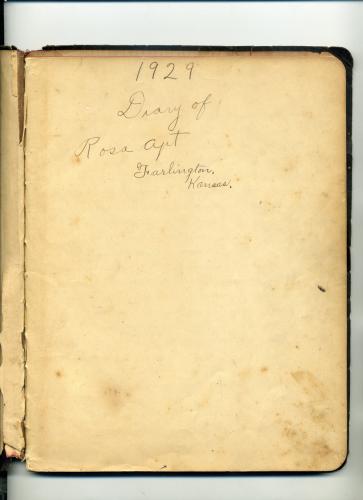 1929
Diary of
Rosa Apt
Farlington,
Kansas.